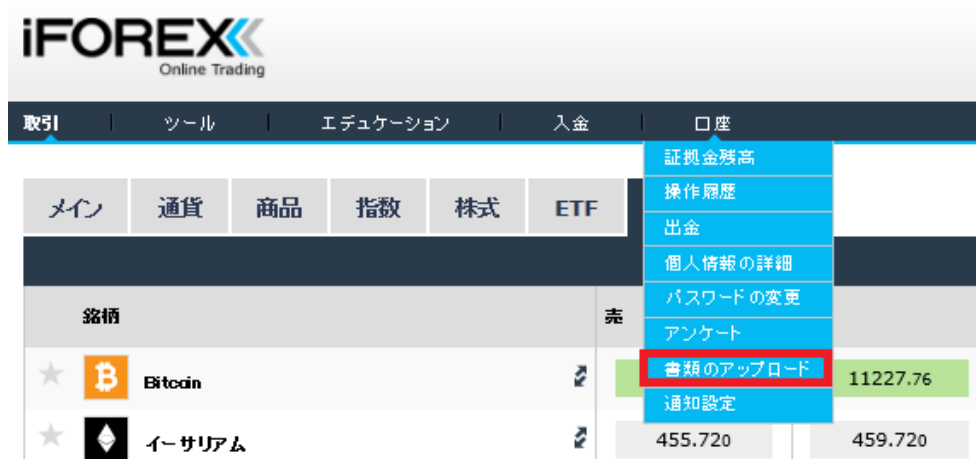 iFOREX
Online Trading
取引 ツール エデュケーション 入金 口座
証拠金残高
操作履歴
出金
個人情報の詳細
パスワードの変更
アンケート
書類のアップロード
通知設定
メイン 通貨 商品 指数 株式 ETF
銘柄 売
Bitcoin 11227.76
イーサリアム 455.720 459.720